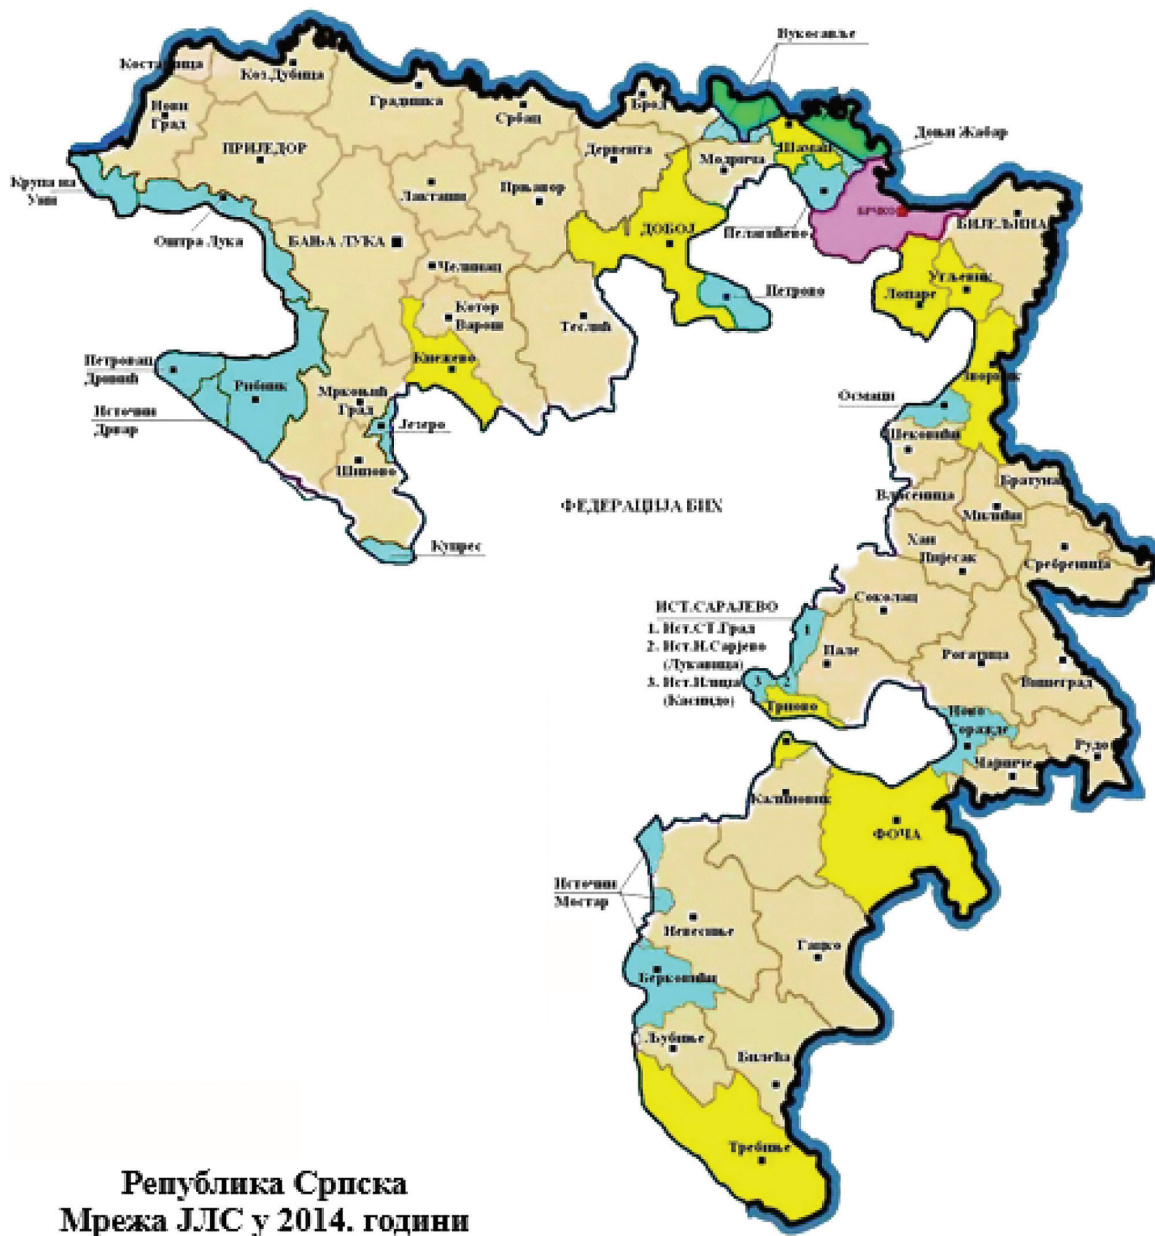 Вукосавље
Костајница
Коз.Дубица
Градишка
Србац
Брод
Нови
Град
Доњи Жабар
ПРИЈЕДОР
Дервента
Модрича
Шамац
Крупа на
Уни
Лакташи
Прњавор
Оштра Лука
БАЊА ЛУКА
ДОБОЈ
Пелагићево
БРЧКО
БИЈЕЉИНА
Челинац
Угљевик
Лопаре
Петрово
Котор
Варош
Теслић
Петровац
Дринић
Рибник
Кнежево
Зворник
Мркоњић
Град
Источни
Дрвар
Језеро
Осмаци
Шековићи
Шипово
Братунац
Власеница
Милићи
ФЕДЕРАЦИЈА БИХ
Купрес
Хан
Пијесак
Сребреница
ИСТ.САРАЈЕВО
Соколац
1. Ист.СТ.Град
2. Ист.Н.Сарјево
(Лукавица)
3. Ист.Илиџа
(Касиндо)
1
2
3
Пале
Рогатица
Вишеград
Трново
Ново
Горажде
Рудо
Чајниче
Калиновик
ФОЧА
Источни
Мостар
Невесиње
Гацко
Берковићи
Љубиње
Билећа
Требиње
Република Српска
Мрежа ЈЛС у 2014. години